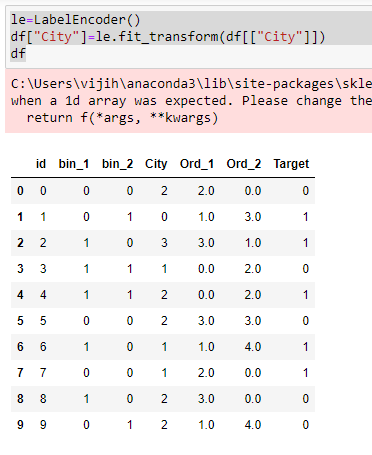 le=LabelEncoder()
df["City"]=le.fit_transform(df[["City"]])
df
C:\Users\vijih\anaconda3\lib\site-packages\skle
when a 1d array was expected. Please change the
return f(*args, **kwargs)
id bin_1 bin_2 City Ord_1 Ord_2 Target
0 0 0 0 2 2.0 0.0 0
1 1 0 1 0 1.0 3.0 1
2 2 1 0 3 3.0 1.0 1
3 3 1 1 1 0.0 2.0 0
4 4 1 1 2 0.0 2.0 1
5 5 0 0 2 3.0 3.0 0
6 6 1 0 1 1.0 4.0 1
7 7 0 0 1 2.0 0.0 1
8 8 1 0 2 3.0 0.0 0
9 9 0 1 2 1.0 4.0 0